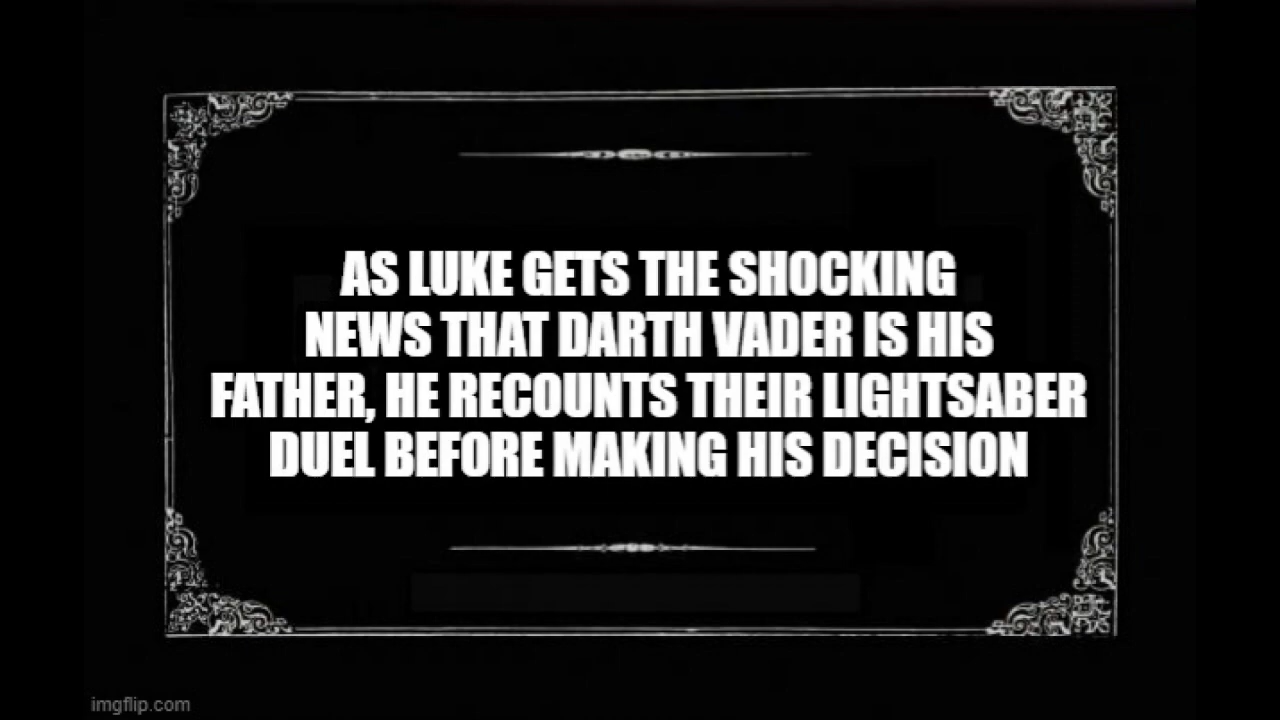 AS LUKE GETS THE SHOCKING
NEWS THAT DARTH VADER IS HIS
FATHER, HE RECOUNTS THEIR LIGHTSABER
DUEL BEFORE MAKING HIS DECISION
imgflip.com